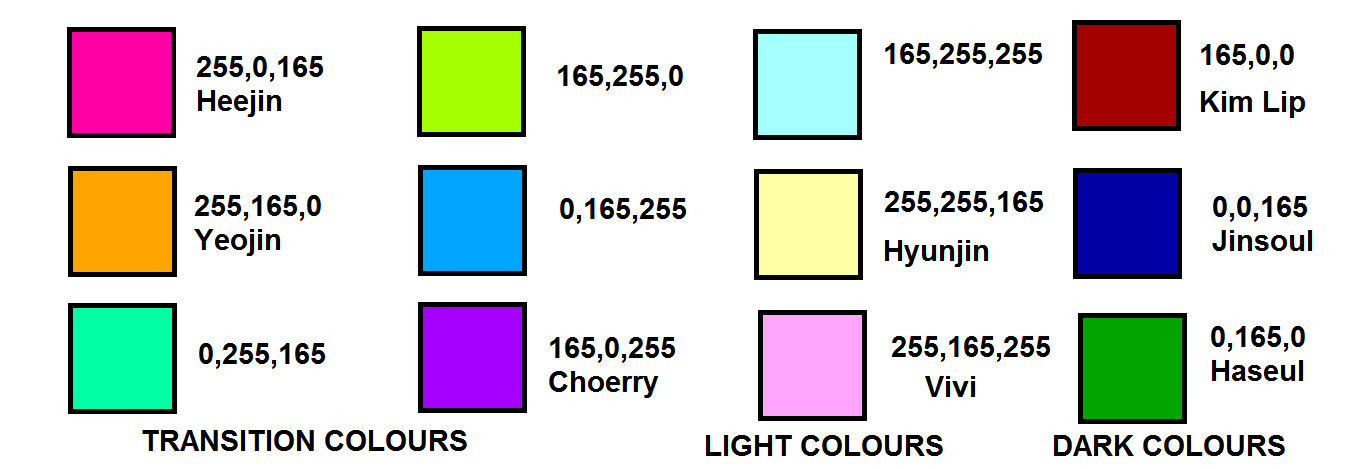 255,0,165
Heejin
165,255,0
165,255,255
165,0,0
Kim Lip
255,165,0
Yeojin
0,165,255
255,255,165
Hyunjin
0,0,165
Jinsoul
0,255,165
165,0,255
Choerry
255,165,255
Vivi
0,165,0
Haseul
TRANSITION COLOURS
LIGHT COLOURS
DARK COLOURS